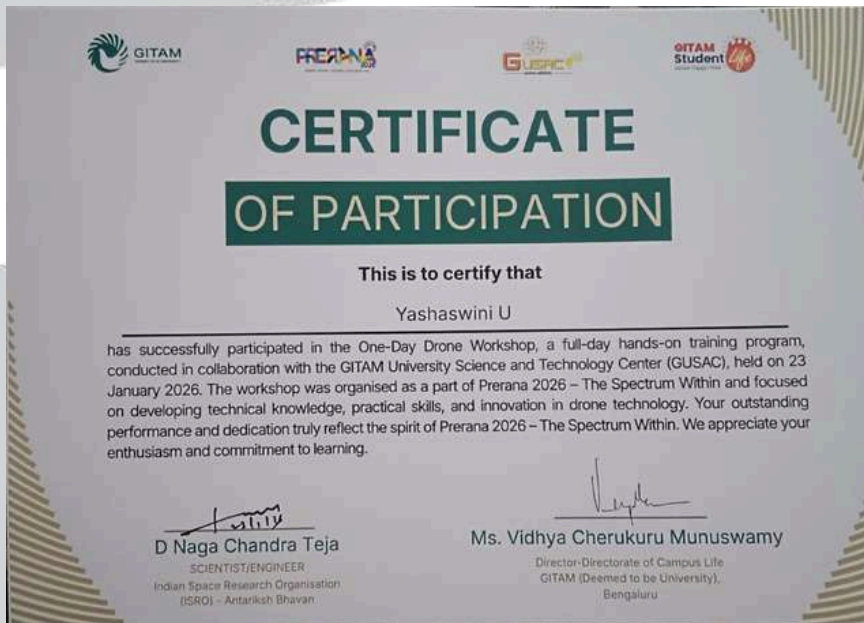 GITAM
PRERANA
GUSAC
GITAM
Student Life
CERTIFICATE
OF PARTICIPATION
This is to certify that
Yashaswini U
has successfully participated in the One-Day Drone Workshop, a full-day hands-on training program,
conducted in collaboration with the GITAM University Science and Technology Center (GUSAC), held on 23
January 2026. The workshop was organised as a part of Prerana 2026 – The Spectrum Within and focused
on developing technical knowledge, practical skills, and innovation in drone technology. Your outstanding
performance and dedication truly reflect the spirit of Prerana 2026 – The Spectrum Within. We appreciate your
enthusiasm and commitment to learning.
D Naga Chandra Teja
SCIENTIST/ENGINEER
Indian Space Research Organisation
(ISRO) - Antariksh Bhavan
Ms. Vidhya Cherukuru Munuswamy
Director-Directorate of Campus Life
GITAM (Deemed to be University),
Bengaluru